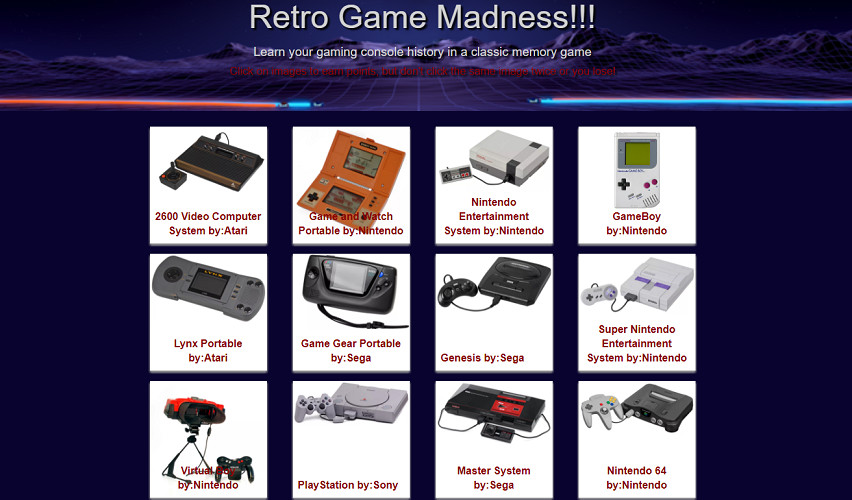 Retro Game Madness!!!
Learn your gaming console history in a classic memory game
Click on images to earn points, but don't click the same image twice or you lose!
2600 Video Computer
System by:Atari
Game and Watch
Portable by:Nintendo
Nintendo
Entertainment
System by:Nintendo
GameBoy
by:Nintendo
Lynx Portable
by:Atari
Game Gear Portable
by:Sega
Genesis by:Sega
Super Nintendo
Entertainment
System by:Nintendo
Virtual Boy
by:Nintendo
PlayStation by:Sony
Master System
by:Sega
Nintendo 64
by:Nintendo